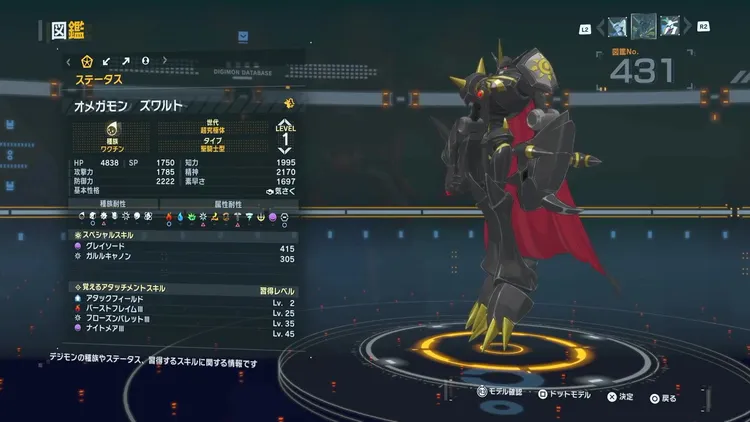 図鑑
L2
R2
図鑑No.
431
DIGIMON DATABASE
ステータス
オメガモン ズワルト
種族
ワクチン
世代
超究極体
タイプ
聖騎士型
LEVEL
1
HP 4838 SP 1750 知力 1995
攻撃力 1785 精神 2170
防御力 2222 素早さ 1697
基本性格 気さく
種族耐性 属性耐性
スペシャルスキル
グレイソード 415
ガルルキャノン 305
覚えるアタッチメントスキル 習得レベル
アタックフィールド Lv. 2
バーストフレイムⅢ Lv. 25
フローズンバレットⅢ Lv. 35
ナイトメアⅢ Lv. 45
デジモンの種族やステータス、習得するスキルに関する情報です
R3 モデル確認 ドットモデル 決定 戻る